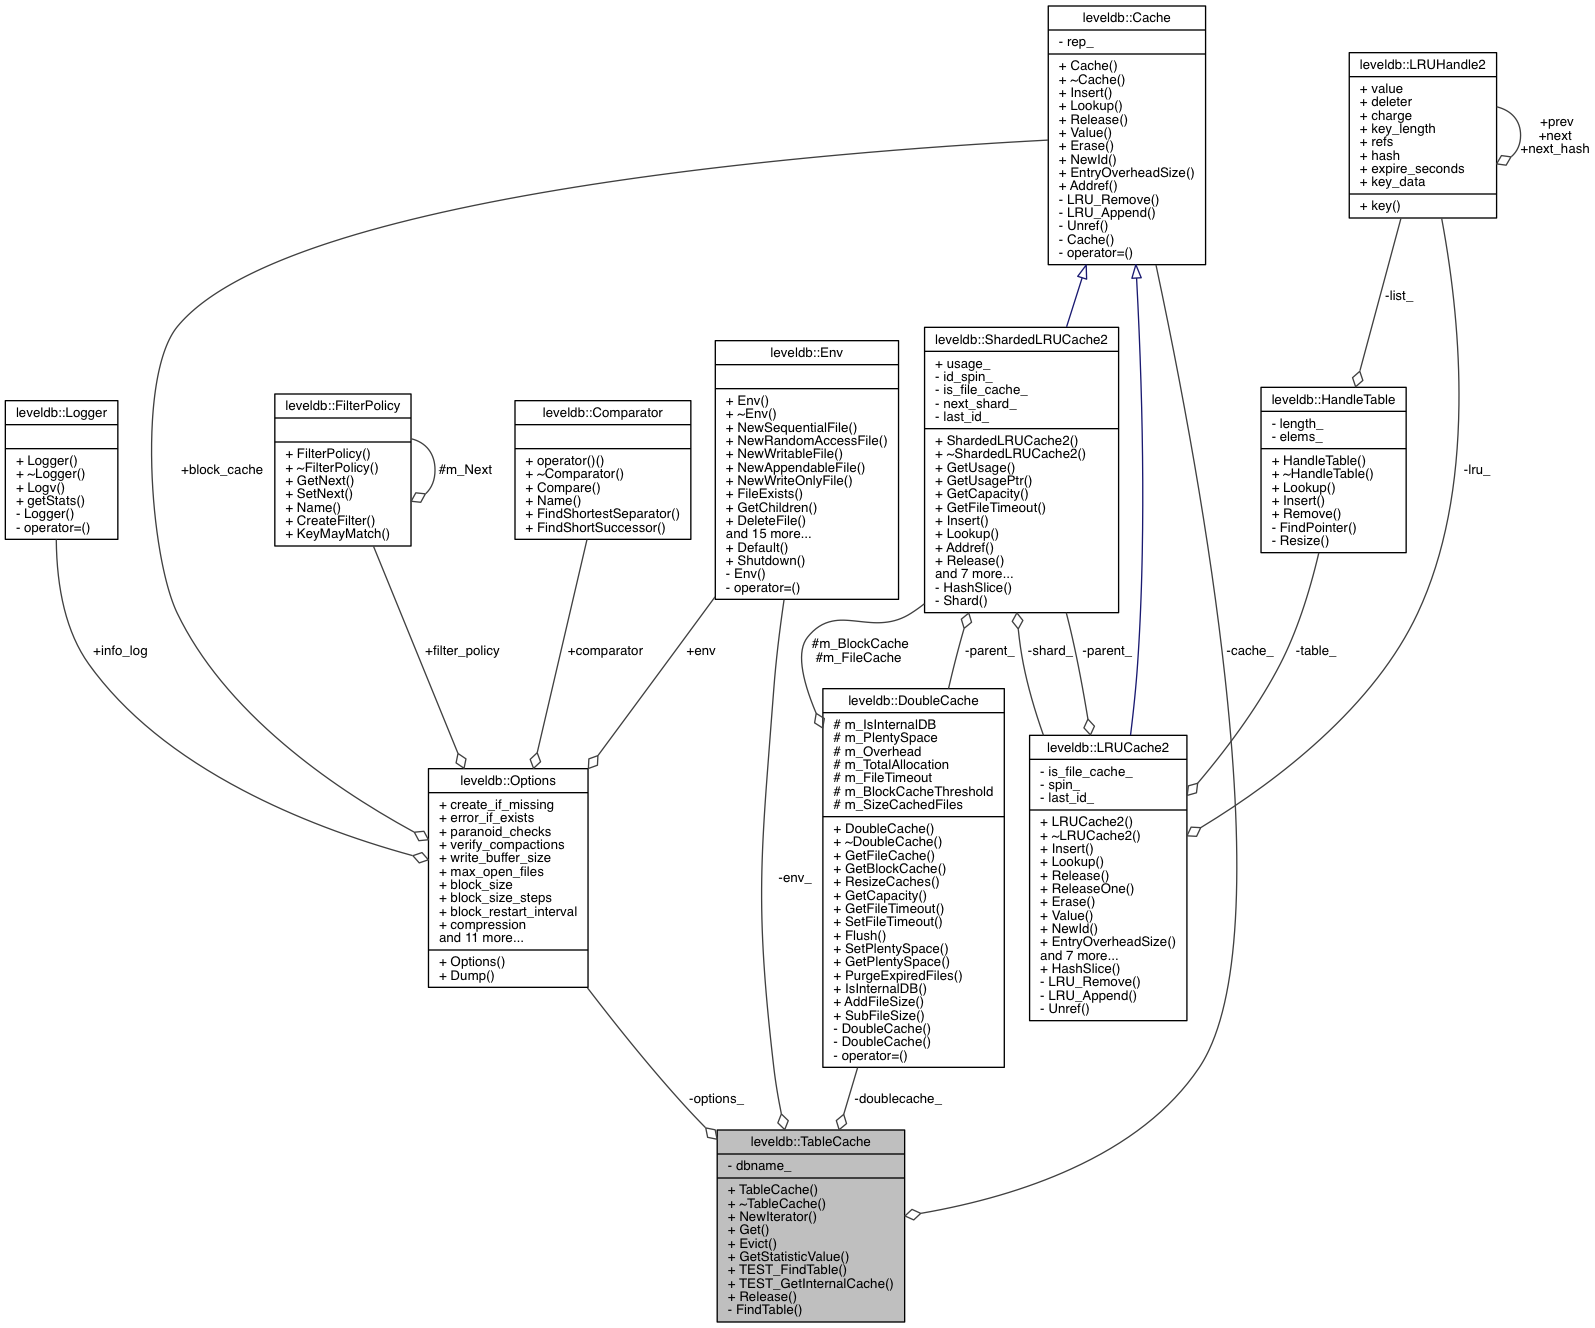 leveldb::Cache
- rep_
+ Cache()
+ ~Cache()
+ Insert()
+ Lookup()
+ Release()
+ Value()
+ Erase()
+ NewId()
+ EntryOverheadSize()
+ Addref()
- LRU_Remove()
- LRU_Append()
- Unref()
- Cache()
- operator=()
leveldb::LRUHandle2
+ value
+ deleter
+ charge
+ key_length
+ refs
+ hash
+ expire_seconds
+ key_data
+ key()
+prev
+next
+next_hash
-list_
leveldb::ShardedLRUCache2
+ usage_
- id_spin_
- is_file_cache_
- next_shard_
- last_id_
+ ShardedLRUCache2()
+ ~ShardedLRUCache2()
+ GetUsage()
+ GetUsagePtr()
+ GetCapacity()
+ GetFileTimeout()
+ Insert()
+ Lookup()
+ Addref()
+ Release()
and 7 more...
- HashSlice()
- Shard()
leveldb::Env
+ Env()
+ ~Env()
+ NewSequentialFile()
+ NewRandomAccessFile()
+ NewWritableFile()
+ NewAppendableFile()
+ NewWriteOnlyFile()
+ FileExists()
+ GetChildren()
+ DeleteFile()
and 15 more...
+ Default()
+ Shutdown()
- Env()
- operator=()
leveldb::HandleTable
- length_
- elems_
+ HandleTable()
+ ~HandleTable()
+ Lookup()
+ Insert()
+ Remove()
- FindPointer()
- Resize()
leveldb::Logger
+ Logger()
+ ~Logger()
+ Logv()
+ getStats()
- Logger()
- operator=()
+block_cache
leveldb::FilterPolicy
+ FilterPolicy()
+ ~FilterPolicy()
+ GetNext()
+ SetNext()
+ Name()
+ CreateFilter()
+ KeyMayMatch()
#m_Next
leveldb::Comparator
+ operator()()
+ ~Comparator()
+ Compare()
+ Name()
+ FindShortestSeparator()
+ FindShortSuccessor()
-lru_
+info_log
+filter_policy
+comparator
+env
#m_BlockCache
#m_FileCache
-parent_
-shard_
-parent_
-cache_
-table_
leveldb::DoubleCache
# m_IsInternalDB
# m_PlentySpace
# m_Overhead
# m_TotalAllocation
# m_FileTimeout
# m_BlockCacheThreshold
# m_SizeCachedFiles
+ DoubleCache()
+ ~DoubleCache()
+ GetFileCache()
+ GetBlockCache()
+ ResizeCaches()
+ GetCapacity()
+ GetFileTimeout()
+ SetFileTimeout()
+ Flush()
+ SetPlentySpace()
+ GetPlentySpace()
+ PurgeExpiredFiles()
+ IsInternalDB()
+ AddFileSize()
+ SubFileSize()
- DoubleCache()
- DoubleCache()
- operator=()
leveldb::LRUCache2
- is_file_cache_
- spin_
- last_id_
+ LRUCache2()
+ ~LRUCache2()
+ Insert()
+ Lookup()
+ Release()
+ ReleaseOne()
+ Erase()
+ Value()
+ NewId()
+ EntryOverheadSize()
and 7 more...
+ HashSlice()
- LRU_Remove()
- LRU_Append()
- Unref()
leveldb::Options
+ create_if_missing
+ error_if_exists
+ paranoid_checks
+ verify_compactions
+ write_buffer_size
+ max_open_files
+ block_size
+ block_size_steps
+ block_restart_interval
+ compression
and 11 more...
+ Options()
+ Dump()
-env_
-options_
-doublecache_
leveldb::TableCache
- dbname_
+ TableCache()
+ ~TableCache()
+ NewIterator()
+ Get()
+ Evict()
+ GetStatisticValue()
+ TEST_FindTable()
+ TEST_GetInternalCache()
+ Release()
- FindTable()